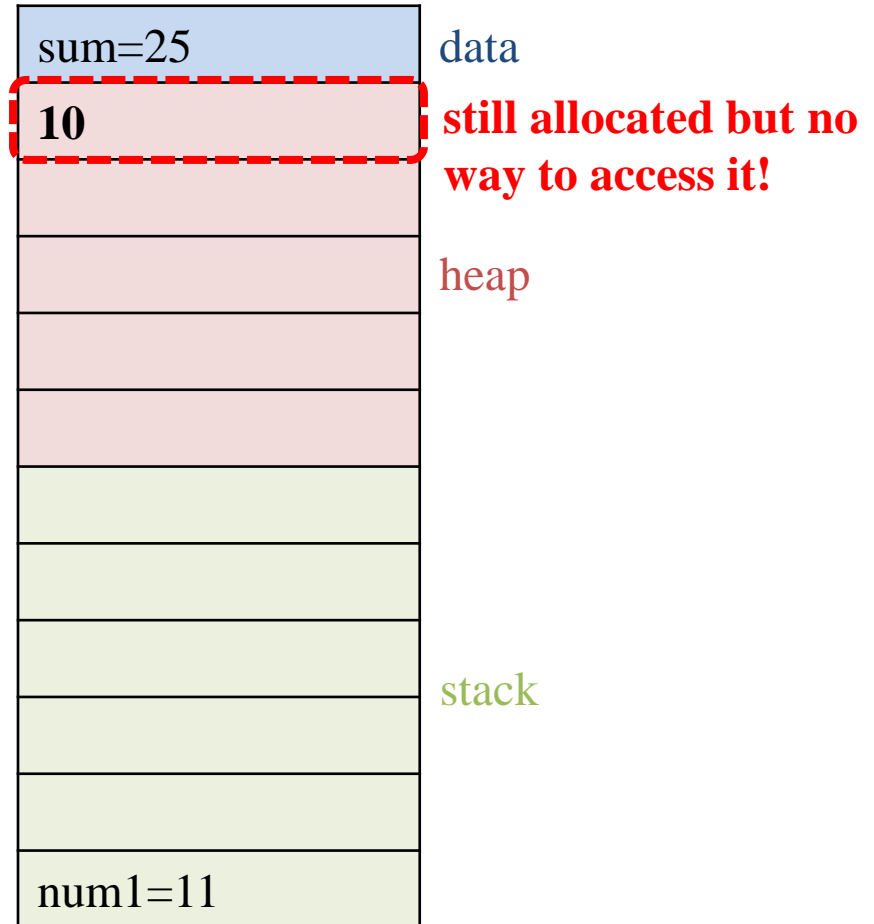 sum=25 data
10 still allocated but no
way to access it!
heap
stack
num1=11